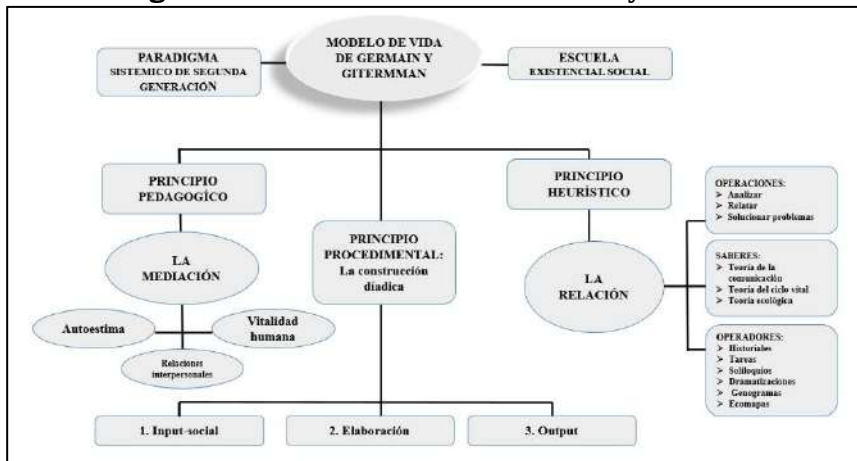 MODELO DE VIDA
DE GERMAIN Y
GITERMMAN
PARADIGMA
SISTEMICO DE SEGUNDA
GENERACIÓN
ESCUELA
EXISTENCIAL SOCIAL
PRINCIPIO
PEDAGOGÍCO
LA
MEDIACIÓN
Autoestima
Vitalidad
humana
Relaciones
interpersonales
PRINCIPIO
PROCEDIMENTAL:
La construcción
díadica
PRINCIPIO
HEURÍSTICO
LA
RELACIÓN
OPERACIONES:
➤ Analizar
➤ Relatar
➤ Solucionar problemas
SABERES:
➤ Teoría de la
comunicación
➤ Teoría del ciclo vital
➤ Teoría ecológica
OPERADORES:
➤ Historiales
➤ Tareas
➤ Soliloquios
➤ Dramatizaciones
➤ Genogramas
➤ Ecomapas
1. Input-social
2. Elaboración
3. Output